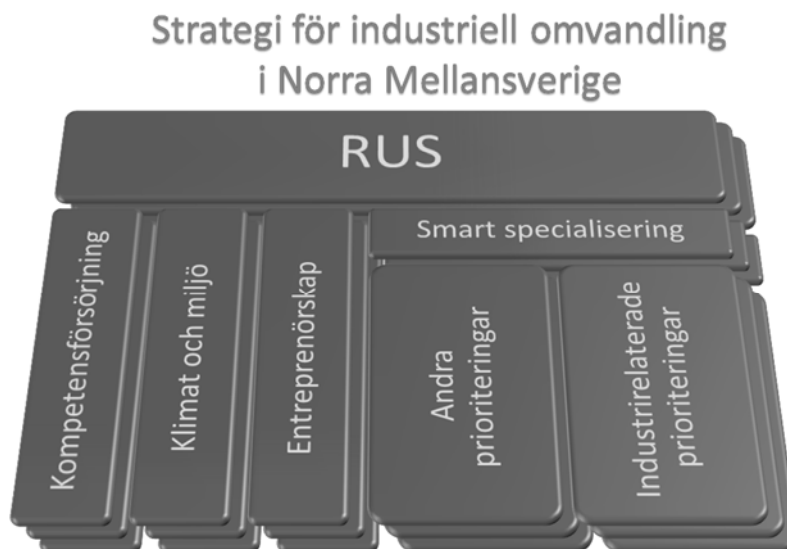 Strategi för industriell omvandling
i Norra Mellansverige
RUS
Kompetensförsörjning
Klimat och miljö
Entreprenörskap
Smart specialisering
Andra
prioriteringar
Industrirelaterade
prioriteringar